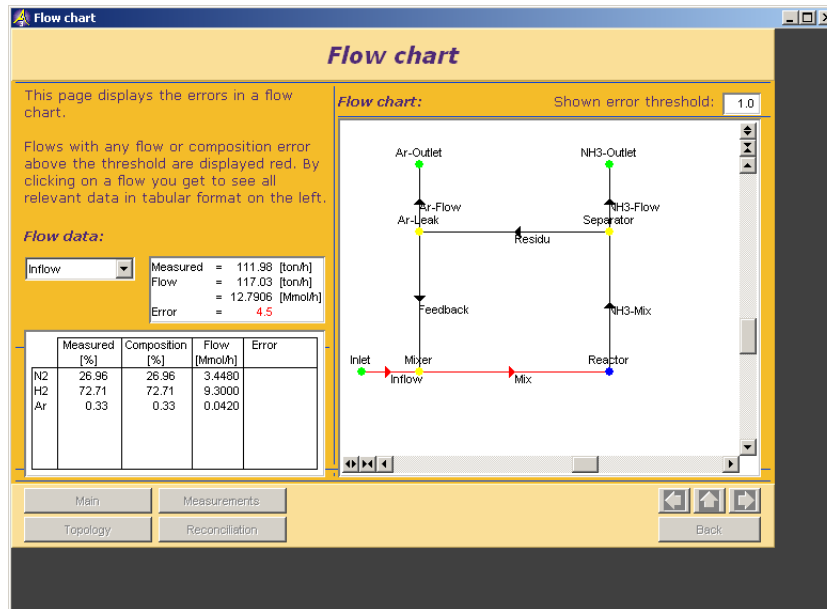 Flow chart
Flow chart
This page displays the errors in a flow
chart.
Flows with any flow or composition error
above the threshold are displayed red. By
clicking on a flow you get to see all
relevant data in tabular format on the left.
Flow data:
Inflow
Measured = 111.98 [ton/h]
Flow = 117.03 [ton/h]
= 12.7906 [Mmol/h]
Error = 4.5
Measured Composition Flow Error
[%] [%] [Mmol/h]
N2 26.96 26.96 3.4480
H2 72.71 72.71 9.3000
Ar 0.33 0.33 0.0420
Flow chart: Shown error threshold: 1.0
Ar-Outlet NH3-Outlet
Ar-Flow NH3-Flow
Ar-Leak Separator
Residu
Feedback NH3-Mix
Inlet Mixer Reactor
Inflow Mix
Main Measurements
Topology Reconciliation Back